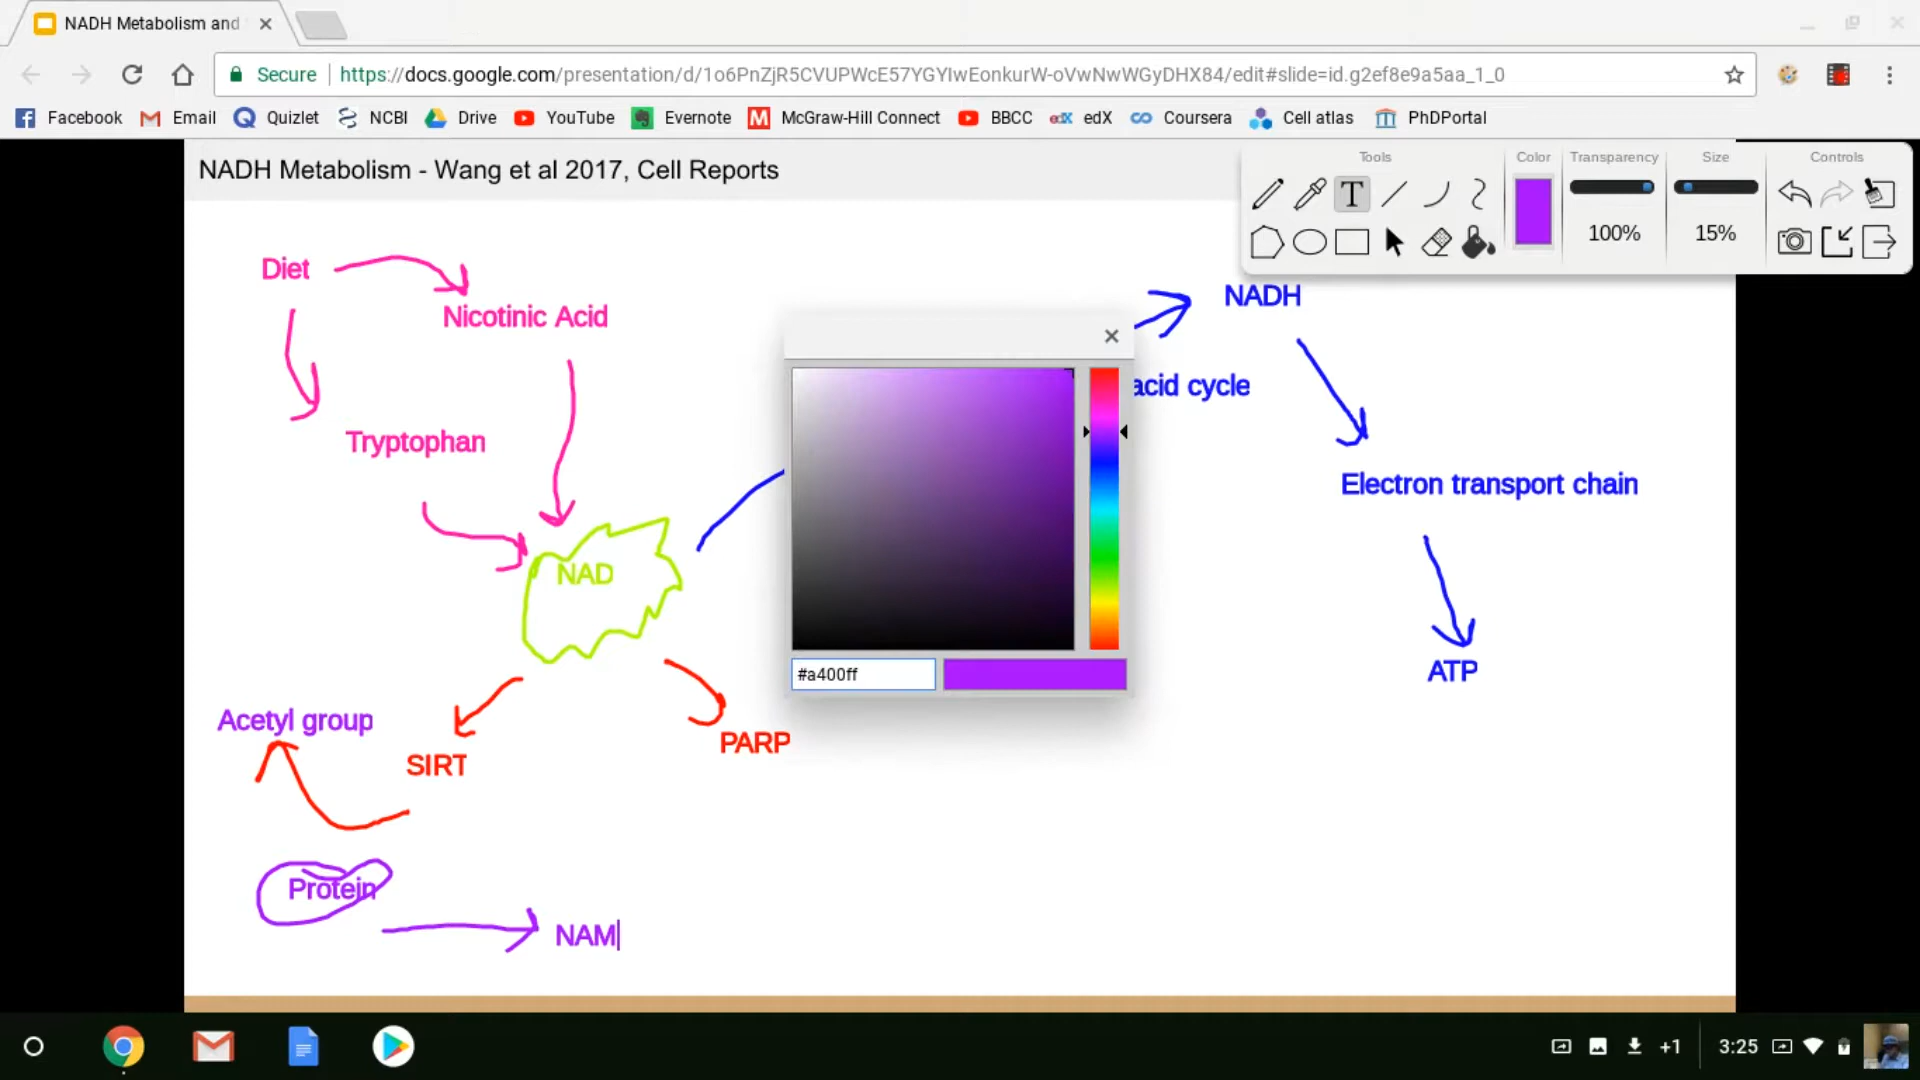 NADH Metabolism and
Secure https://docs.google.com/presentation/d/1o6PnZjR5CVUPWcE57YGYIwEonkurW-oVwNwWGyDHX84/edit#slide=id.g2ef8e9a5aa_1_0
Facebook Email Quizlet NCBI Drive YouTube Evernote McGraw-Hill Connect BBCC edX Coursera Cell atlas PhDPortal
NADH Metabolism - Wang et al 2017, Cell Reports
Tools Color Transparency Size Controls
100% 15%
Diet
Nicotinic Acid
NADH
acid cycle
Tryptophan
Electron transport chain
NAD
#a400ff
ATP
Acetyl group
PARP
SIRT
Protein
NAM
+1 3:25